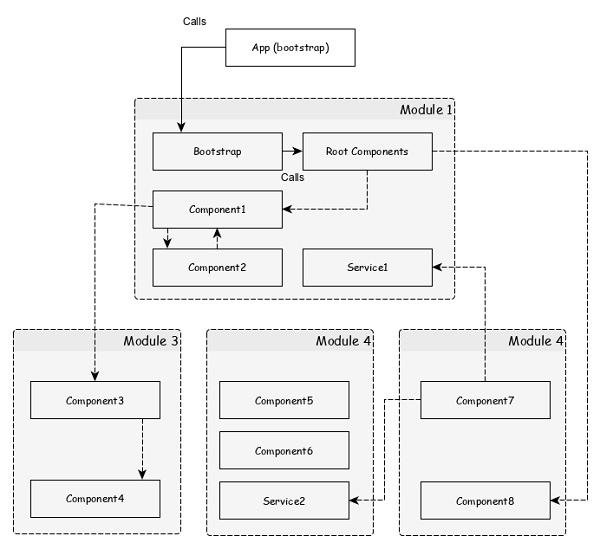 Calls
App (bootstrap)
Module 1
Bootstrap
Root Components
Calls
Component1
Component2
Service1
Module 3
Component3
Component4
Module 4
Component5
Component6
Service2
Module 4
Component7
Component8